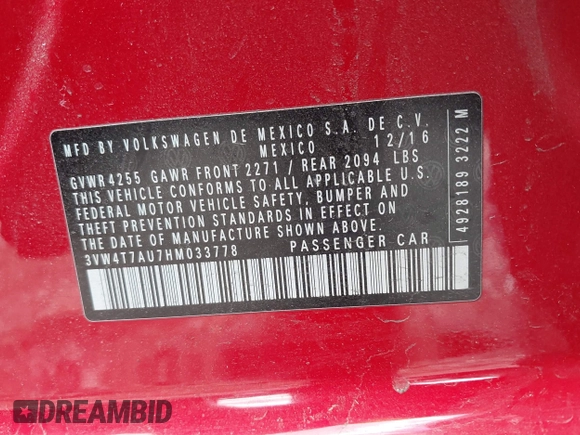 MFD BY VOLKSWAGEN DE MEXICO S.A. DE C.V.
MEXICO 12/16
GVWR4255 GAWR FRONT 2271 / REAR 2094 LBS
THIS VEHICLE CONFORMS TO ALL APPLICABLE U.S.
FEDERAL MOTOR VEHICLE SAFETY, BUMPER AND
THEFT PREVENTION STANDARDS IN EFFECT ON
THE DATE OF MANUFACTURE SHOWN ABOVE.
3VW4T7AU7HM033778 PASSENGER CAR
4928189 3222 M
DREAMBID